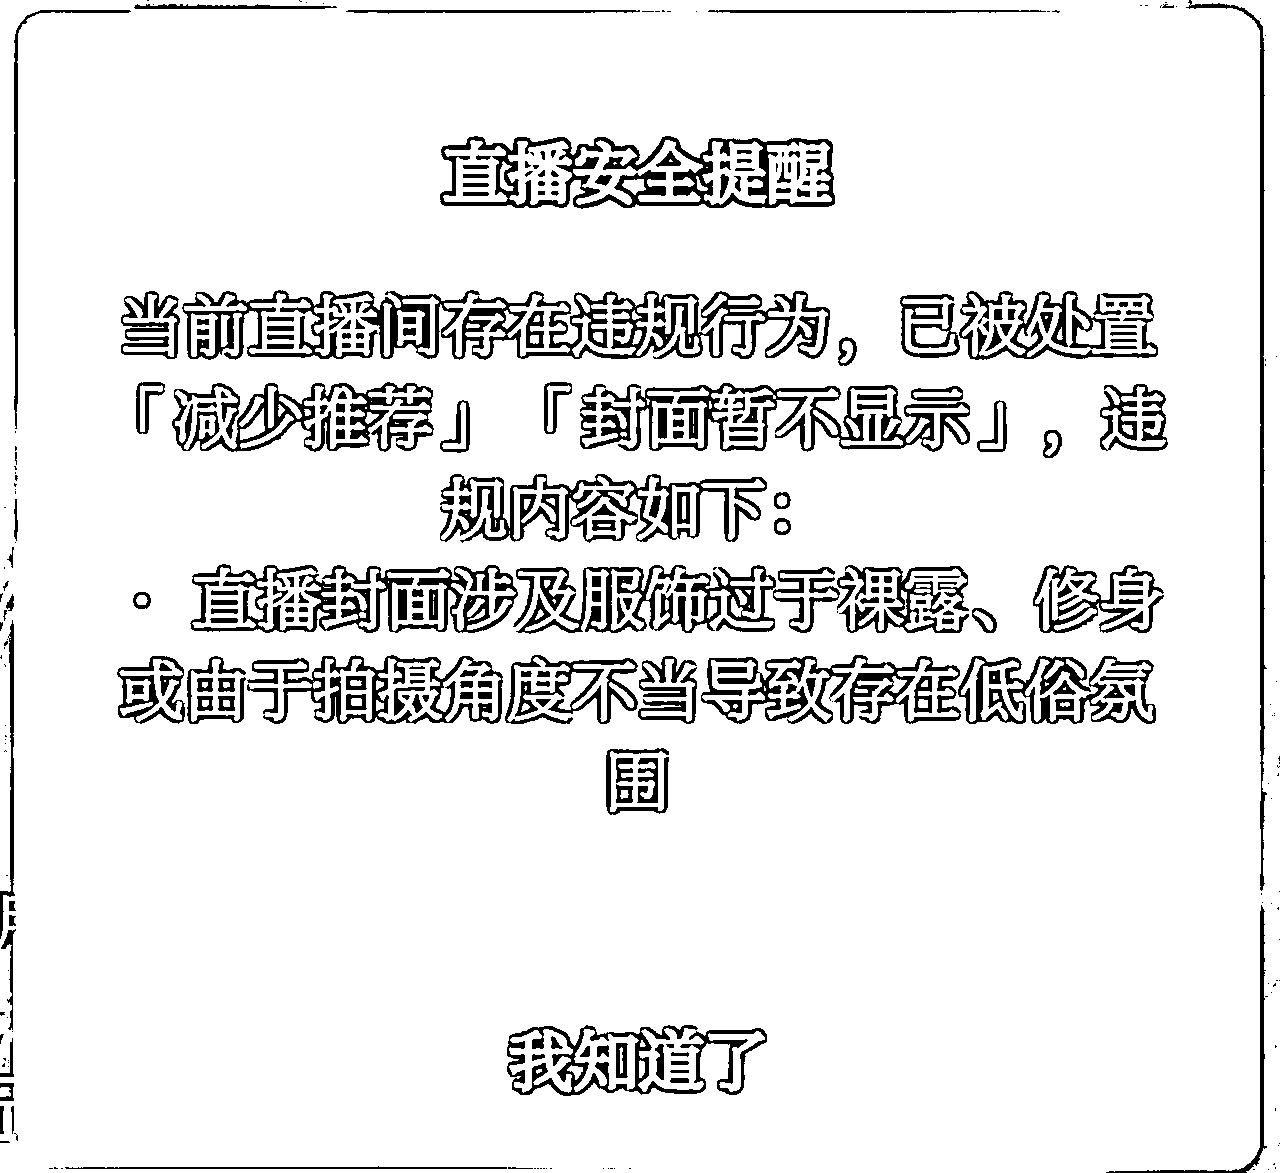 直播安全提醒
当前直播间存在违规行为，已被处置
「减少推荐」「封面暂不显示」，违
规内容如下：
· 直播封面涉及服饰过于裸露、修身
或由于拍摄角度不当导致存在低俗氛
围
我知道了